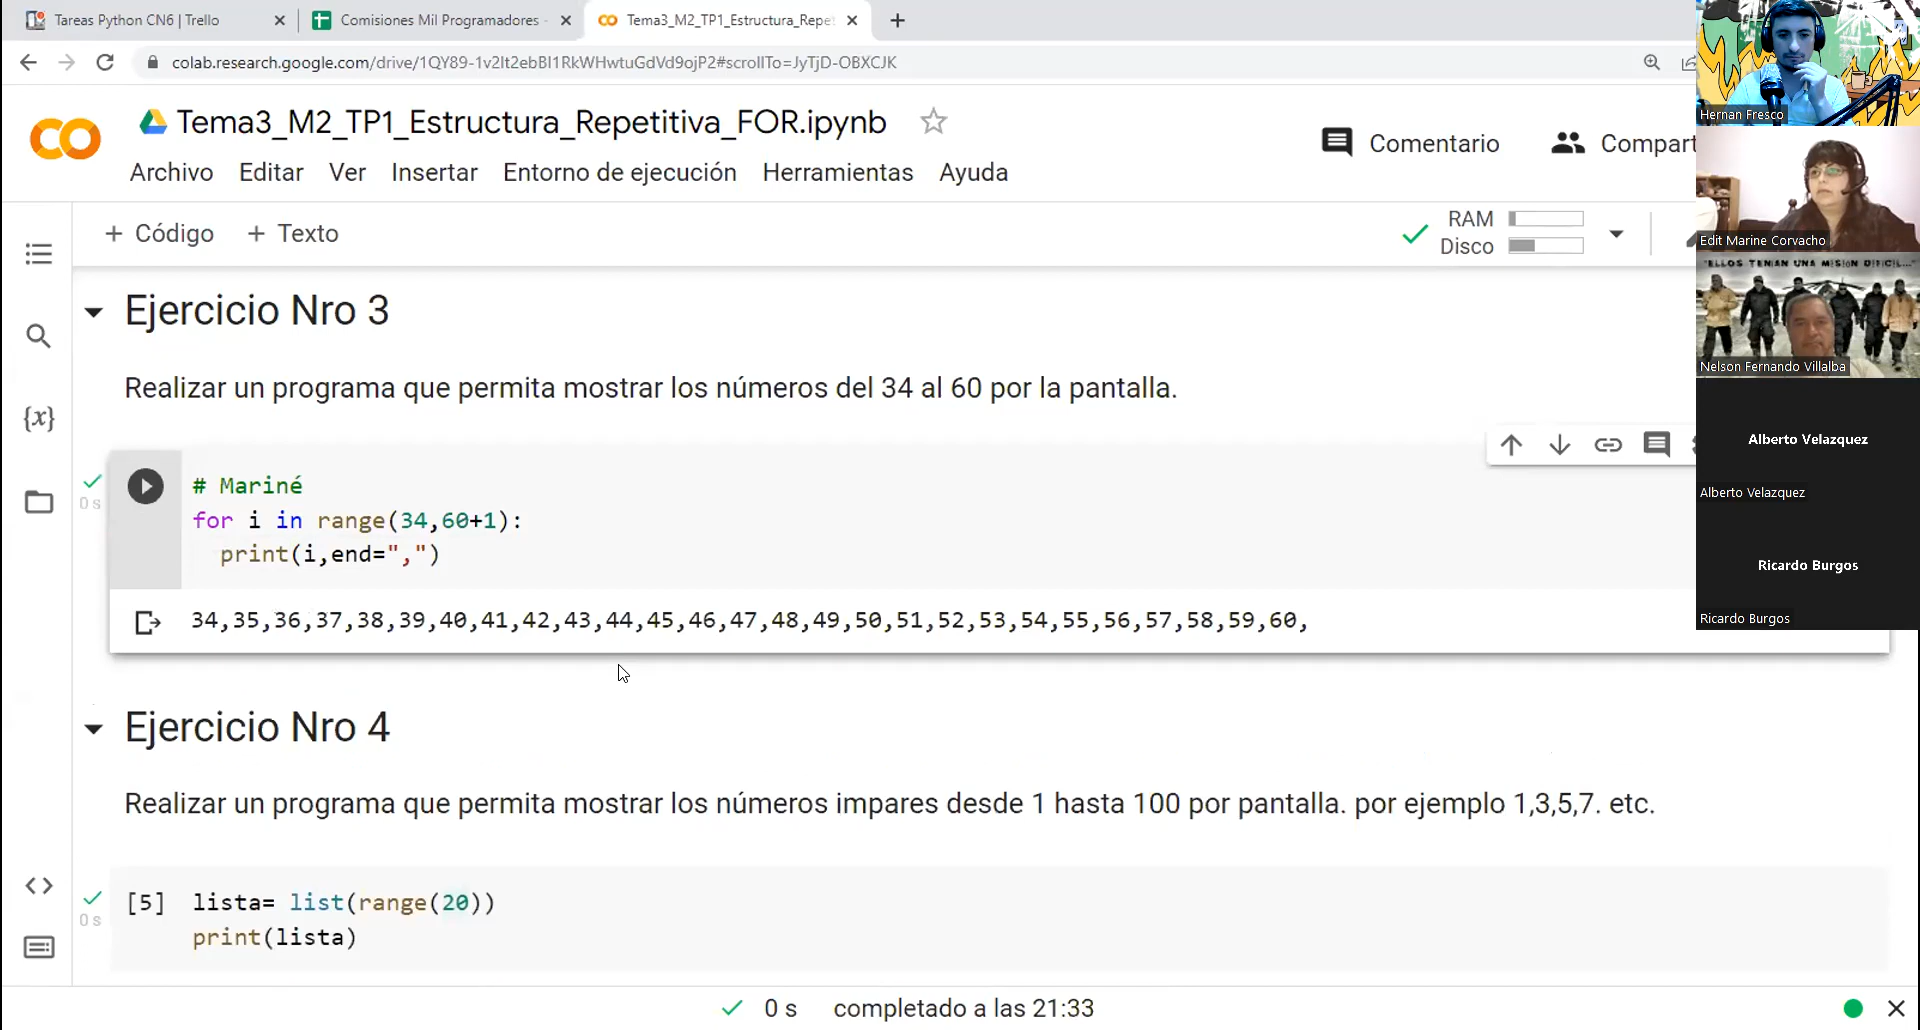 Tareas Python CN6 | Trello
Comisiones Mil Programadores -
Tema3_M2_TP1_Estructura_Repet
colab.research.google.com/drive/1QY89-1v2It2ebBI1RkWHwtuGdVd9ojP2#scrollTo=JyTjD-OBXCJK
Tema3_M2_TP1_Estructura_Repetitiva_FOR.ipynb
Comentario
Compart
Archivo Editar Ver Insertar Entorno de ejecución Herramientas Ayuda
+ Código + Texto
RAM
Disco
Ejercicio Nro 3
Realizar un programa que permita mostrar los números del 34 al 60 por la pantalla.
0 s
# Mariné
for i in range(34,60+1):
print(i,end=",")
34,35,36,37,38,39,40,41,42,43,44,45,46,47,48,49,50,51,52,53,54,55,56,57,58,59,60,
Ejercicio Nro 4
Realizar un programa que permita mostrar los números impares desde 1 hasta 100 por pantalla. por ejemplo 1,3,5,7. etc.
0 s
[5] lista= list(range(20))
print(lista)
0 s completado a las 21:33
Hernan Fresco
Edit Marine Corvacho
"ELLOS TENIAN UNA MISION DIFICIL..."
Nelson Fernando Villalba
Alberto Velazquez
Alberto Velazquez
Ricardo Burgos
Ricardo Burgos